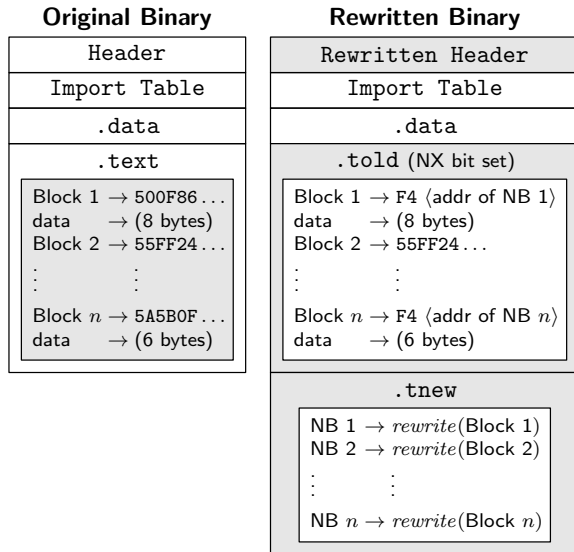 Original Binary
Header
Import Table
.data
.text
Block 1 → 500F86...
data → (8 bytes)
Block 2 → 55FF24...
⋮ ⋮
Block n → 5A5B0F...
data → (6 bytes)
Rewritten Binary
Rewritten Header
Import Table
.data
.told (NX bit set)
Block 1 → F4 ⟨addr of NB 1⟩
data → (8 bytes)
Block 2 → 55FF24...
⋮ ⋮
Block n → F4 ⟨addr of NB n⟩
data → (6 bytes)
.tnew
NB 1 → rewrite(Block 1)
NB 2 → rewrite(Block 2)
⋮ ⋮
NB n → rewrite(Block n)